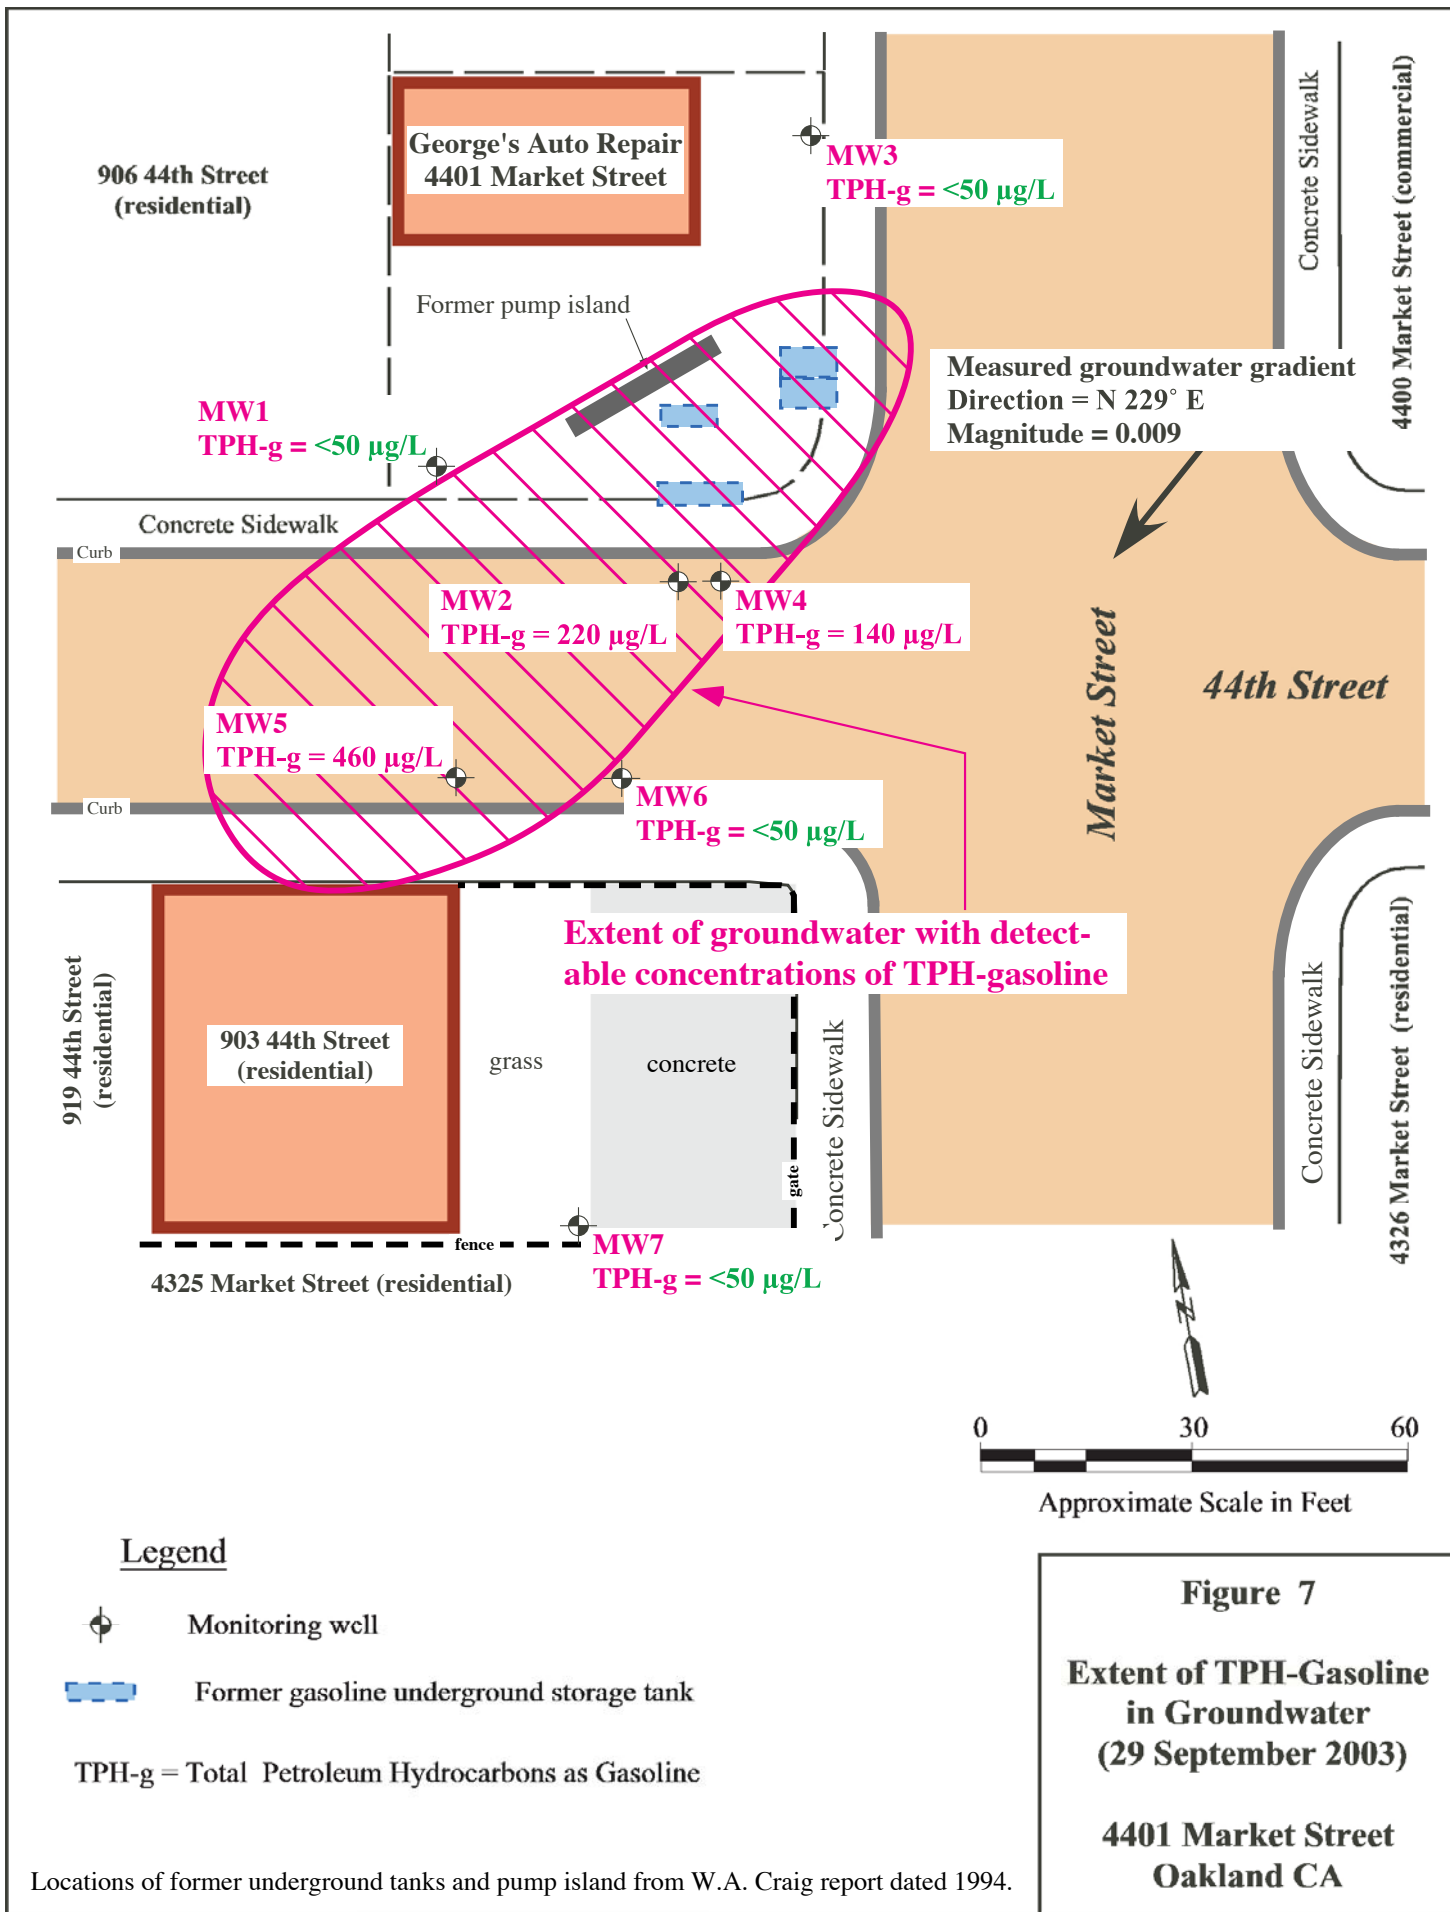 George's Auto Repair
4401 Market Street
906 44th Street
(residential)
MW3
TPH-g = <50 µg/L
Concrete Sidewalk
4400 Market Street (commercial)
Former pump island
Measured groundwater gradient
Direction = N 229° E
Magnitude = 0.009
MW1
TPH-g = <50 µg/L
Concrete Sidewalk
Curb
MW2
TPH-g = 220 µg/L
MW4
TPH-g = 140 µg/L
Market Street
44th Street
MW5
TPH-g = 460 µg/L
Curb
MW6
TPH-g = <50 µg/L
Extent of groundwater with detect-
able concentrations of TPH-gasoline
919 44th Street
(residential)
903 44th Street
(residential)
grass
concrete
gate
Concrete Sidewalk
Concrete Sidewalk
4326 Market Street (residential)
fence
MW7
TPH-g = <50 µg/L
4325 Market Street (residential)
N
0 30 60
Approximate Scale in Feet
Legend
Monitoring well
Former gasoline underground storage tank
TPH-g = Total Petroleum Hydrocarbons as Gasoline
Locations of former underground tanks and pump island from W.A. Craig report dated 1994.
Figure 7
Extent of TPH-Gasoline
in Groundwater
(29 September 2003)
4401 Market Street
Oakland CA